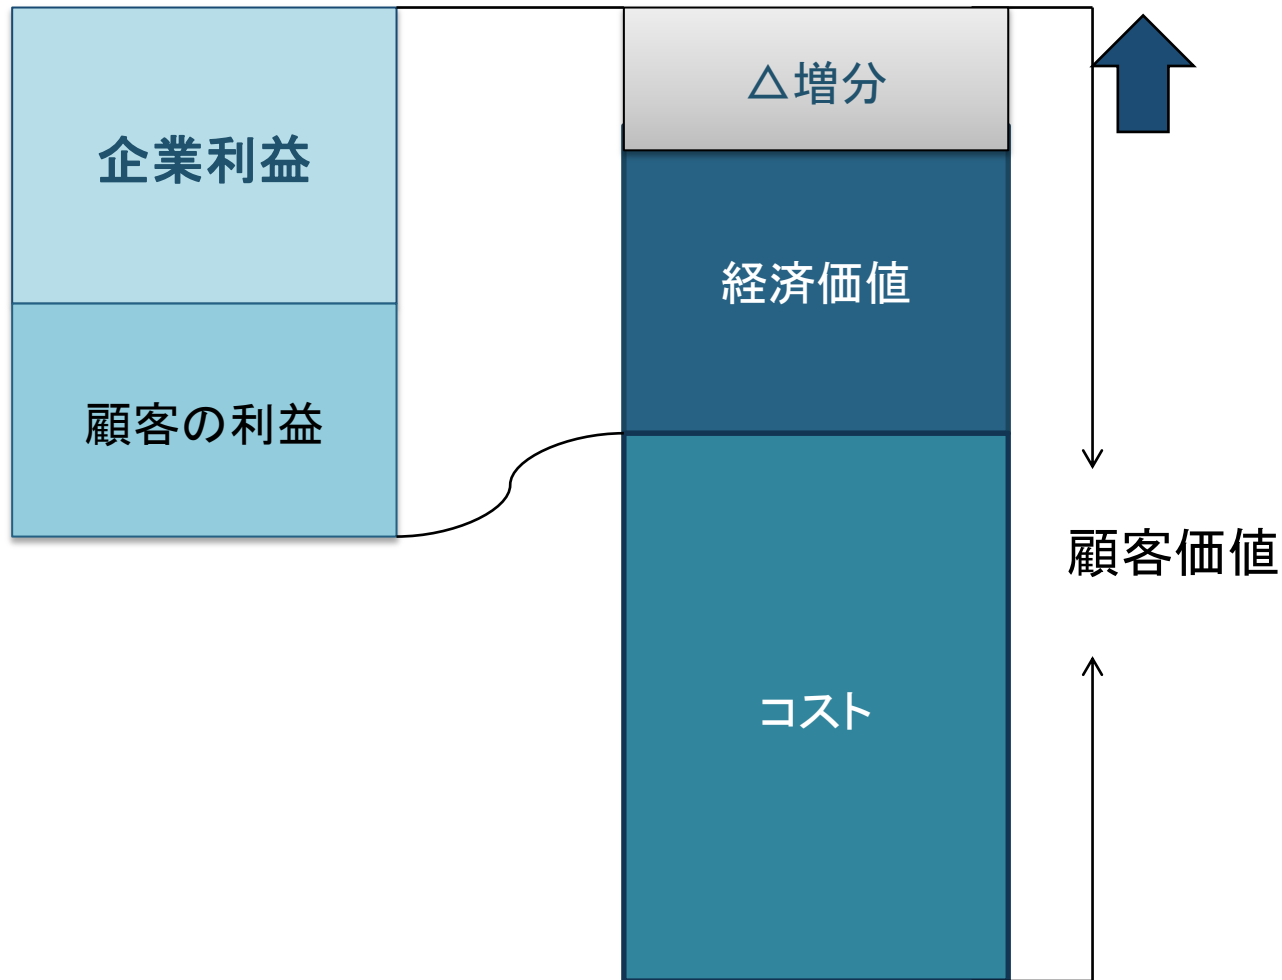 企業利益
顧客の利益
△増分
経済価値
コスト
顧客価値